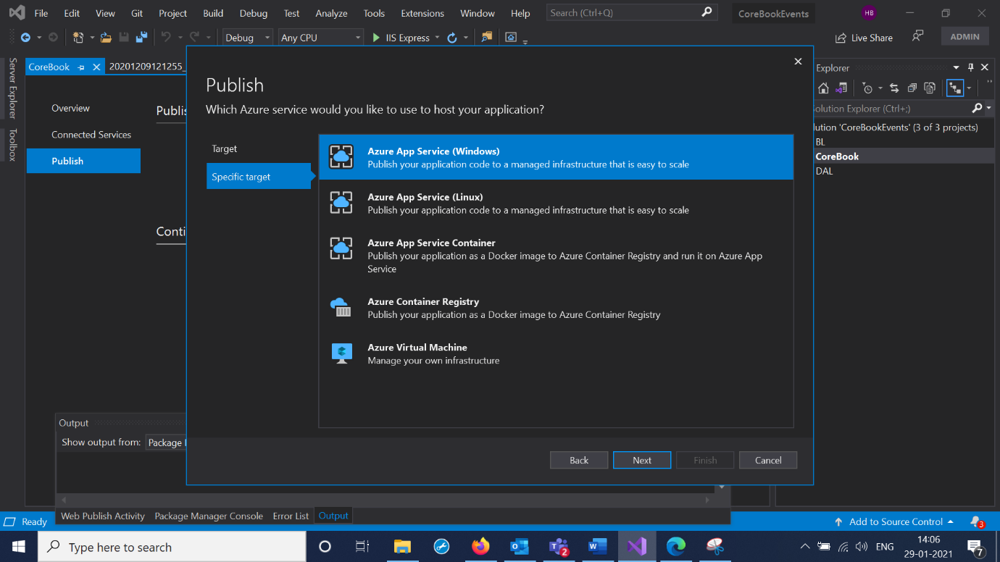 File Edit View Git Project Build Debug Test Analyze Tools Extensions Window Help Search (Ctrl+Q) CoreBookEvents HB
Debug Any CPU IIS Express Live Share ADMIN
Server Explorer
Toolbox
CoreBook 20201209121255_
Overview
Connected Services
Publish
Publis
Conti
Publish
Which Azure service would you like to use to host your application?
Target
Specific target
Azure App Service (Windows)
Publish your application code to a managed infrastructure that is easy to scale
Azure App Service (Linux)
Publish your application code to a managed infrastructure that is easy to scale
Azure App Service Container
Publish your application as a Docker image to Azure Container Registry and run it on Azure App
Service
Azure Container Registry
Publish your application as a Docker image to Azure Container Registry
Azure Virtual Machine
Manage your own infrastructure
Back Next Finish Cancel
Explorer
olution Explorer (Ctrl+;)
lution 'CoreBookEvents' (3 of 3 projects)
BL
CoreBook
DAL
Output
Show output from: Package
Web Publish Activity Package Manager Console Error List Output
Ready Add to Source Control 3
Type here to search 2 ENG 14:06
29-01-2021 7